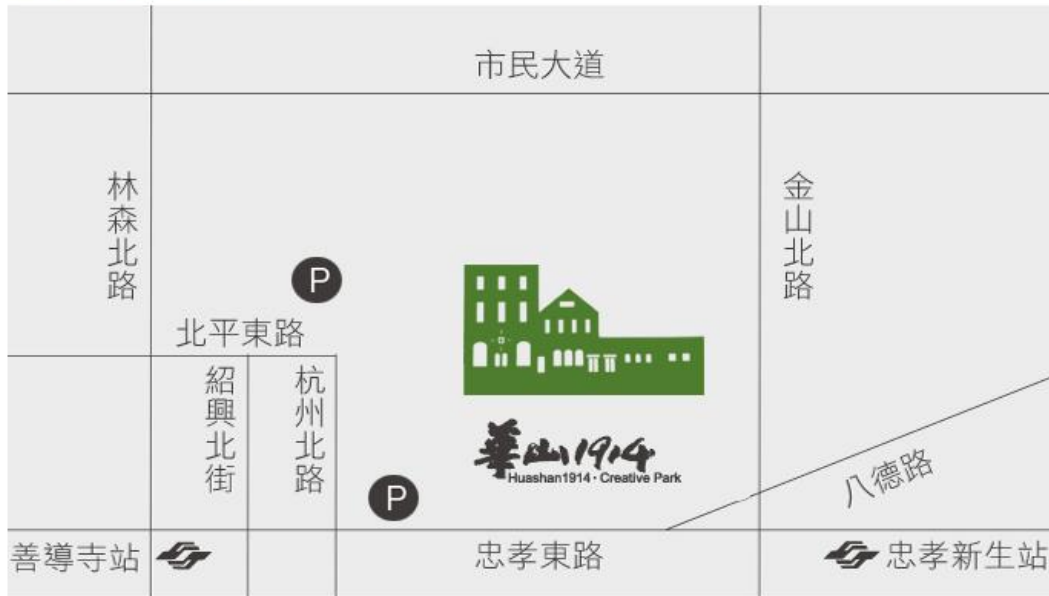 市民大道
林森北路
金山北路
P
北平東路
紹興北街
杭州北路
華山1914
Huashan1914·Creative Park
八德路
P
善導寺站
忠孝東路
忠孝新生站